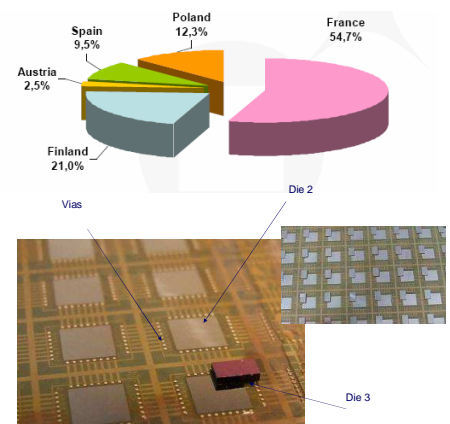 Poland
12,3%
France
54,7%
Spain
9,5%
Austria
2,5%
Finland
21,0%
Die 2
Vias
Die 3